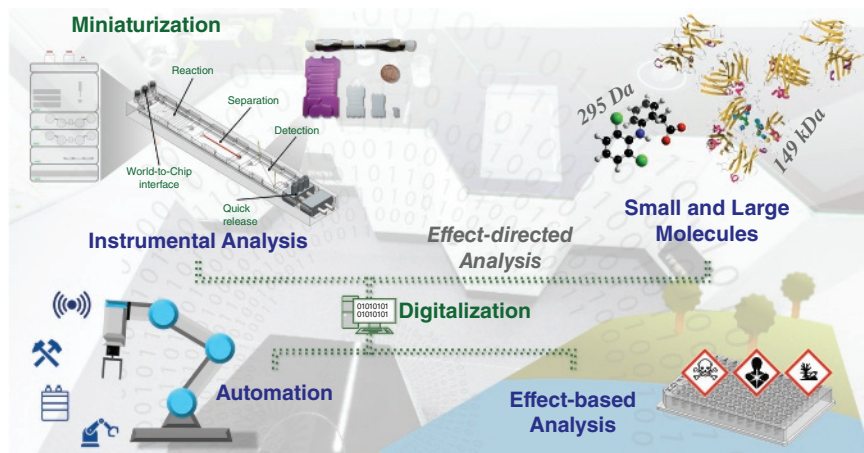 Miniaturization
Reaction
Separation
Detection
World-to-Chip
interface
Quick
release
Instrumental Analysis
295 Da
149 kDa
Small and Large
Molecules
Effect-directed
Analysis
01010101
01010101
Digitalization
Automation
Effect-based
Analysis